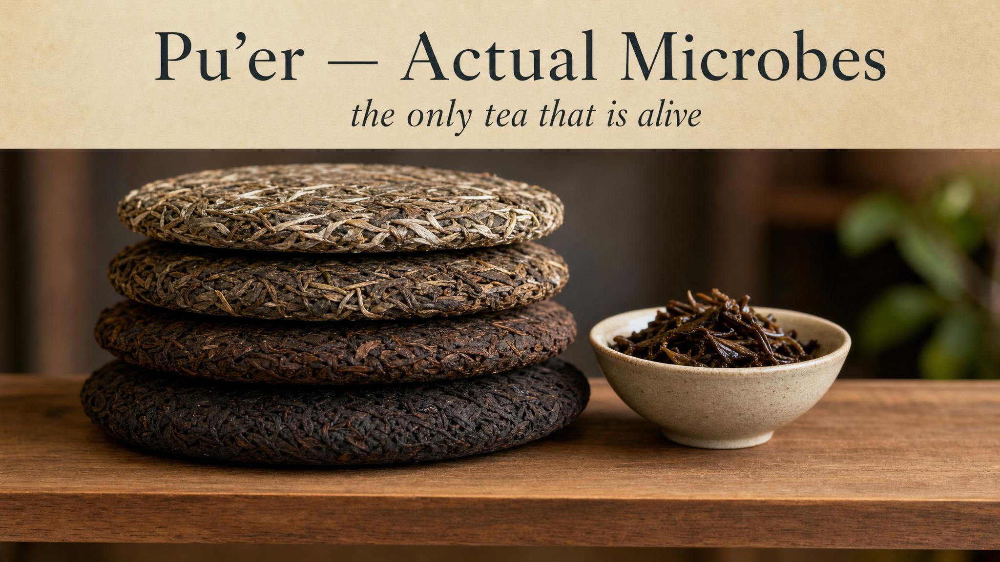 Pu’er — Actual Microbes
the only tea that is alive